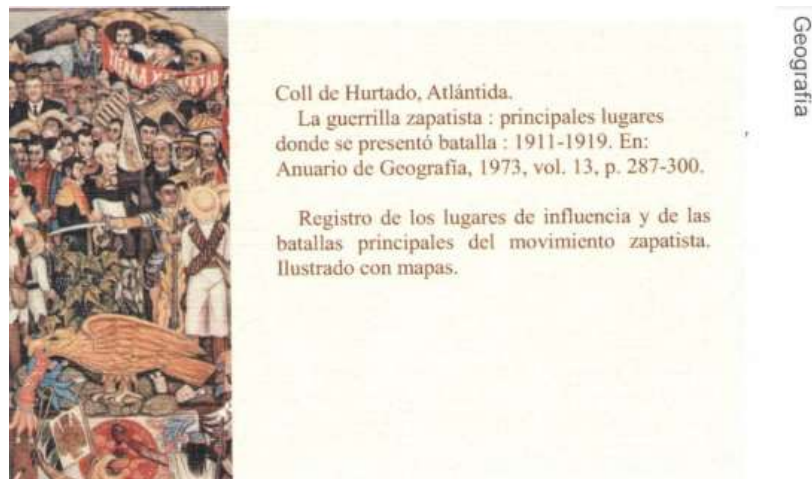 TIERRA Y LIBERTAD
Coll de Hurtado, Atlántida.
La guerrilla zapatista : principales lugares
donde se presentó batalla : 1911-1919. En:
Anuario de Geografía, 1973, vol. 13, p. 287-300.
Registro de los lugares de influencia y de las
batallas principales del movimiento zapatista.
Ilustrado con mapas.
Geografía